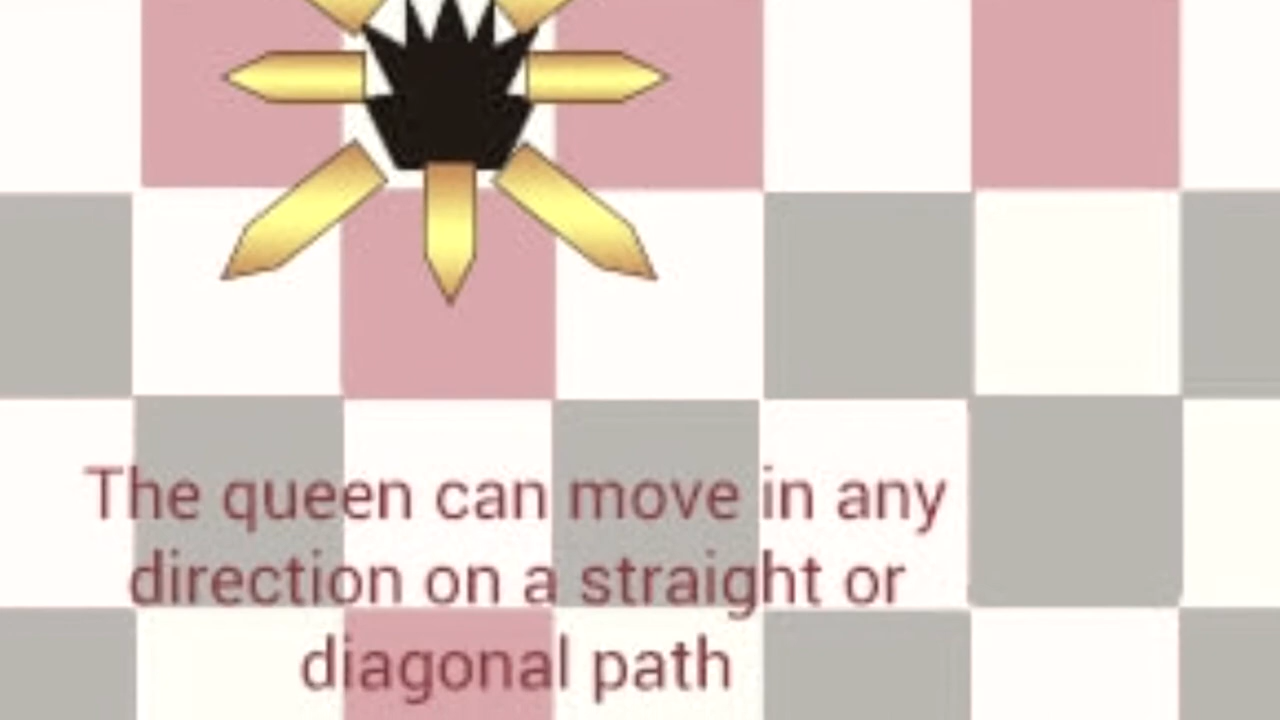 The queen can move in any
direction on a straight or
diagonal path